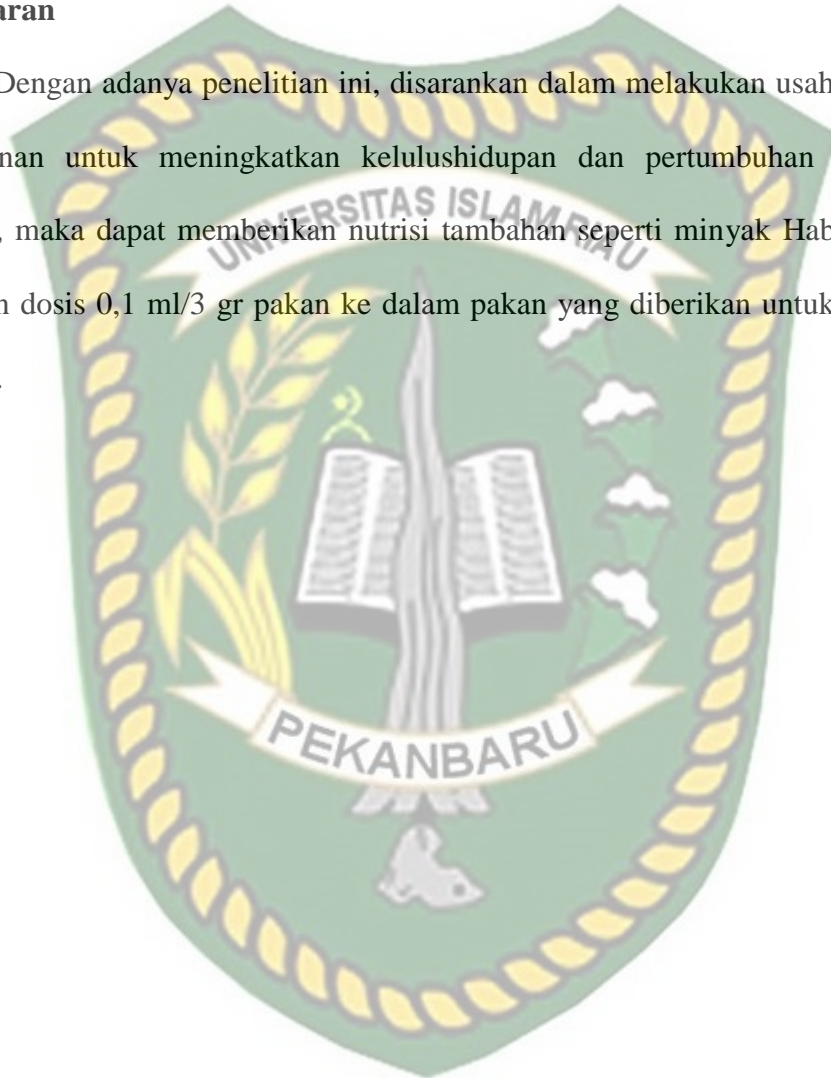 aran
Dengan adanya penelitian ini, disarankan dalam melakukan usah
nan untuk meningkatkan kelulushidupan dan pertumbuhan
UNIVERSITAS ISLAM RIAU
, maka dapat memberikan nutrisi tambahan seperti minyak Hab
n dosis 0,1 ml/3 gr pakan ke dalam pakan yang diberikan untuk
.
PEKANBARU